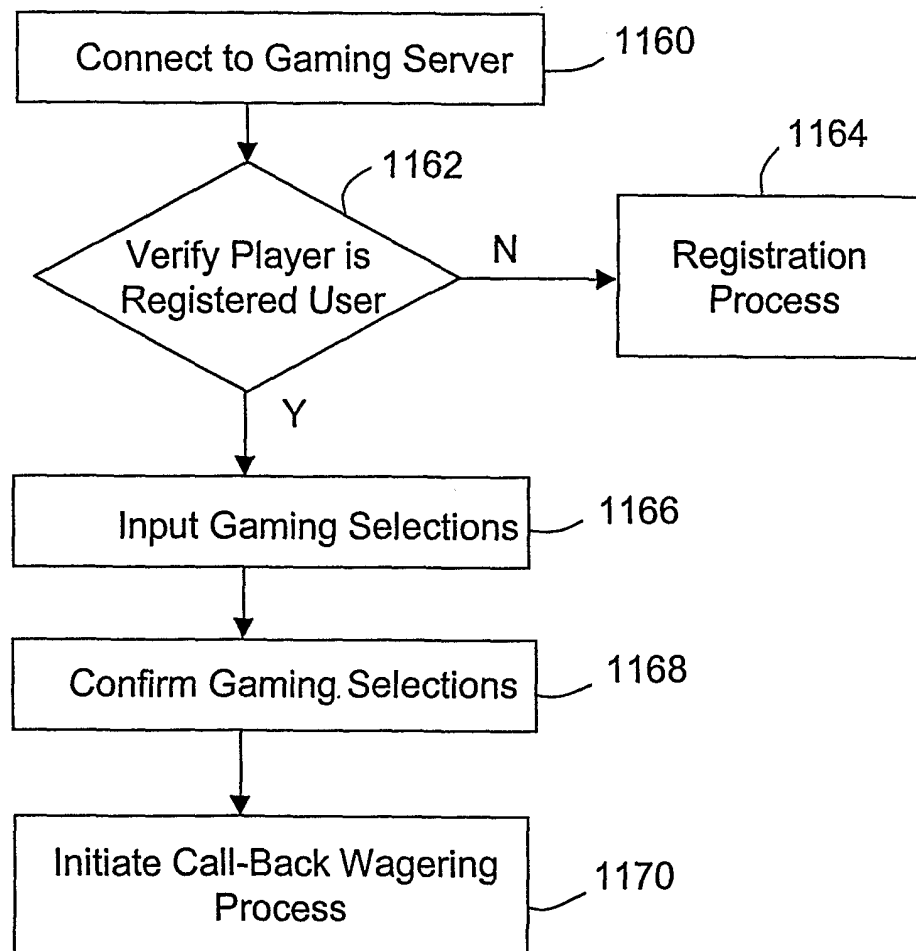 Connect to Gaming Server
1160
1162
1164
Verify Player is
Registered User
N
Registration
Process
Y
Input Gaming Selections
1166
Confirm Gaming Selections
1168
Initiate Call-Back Wagering
Process
1170